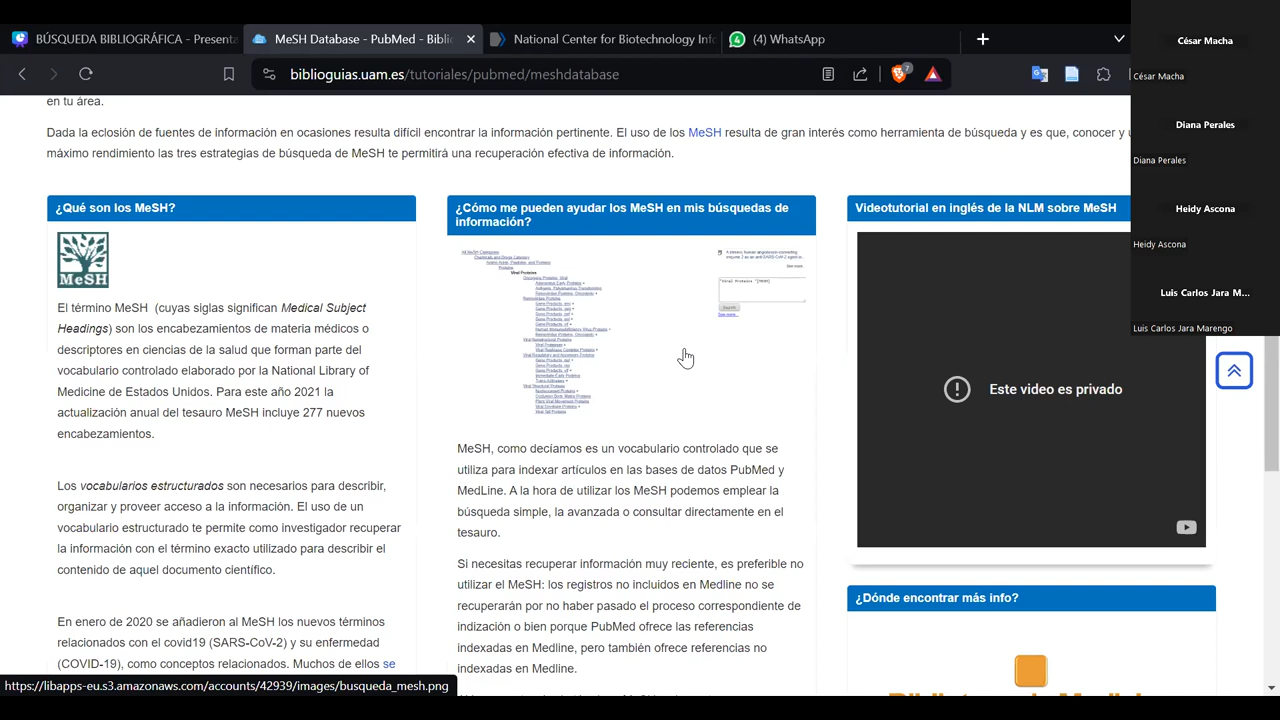 BÚSQUEDA BIBLIOGRÁFICA - Presenta
MeSH Database - PubMed - Bibli
National Center for Biotechnology Inf
(4) WhatsApp
biblioguias.uam.es/tutoriales/pubmed/meshdatabase
7
César Macha
César Macha
Diana Perales
Diana Perales
Heidy Ascona
Heidy Ascona
Luis Carlos Jara M...
Luis Carlos Jara Marengo
en tu área.
Dada la eclosión de fuentes de información en ocasiones resulta difícil encontrar la información pertinente. El uso de los MeSH resulta de gran interés como herramienta de búsqueda y es que, conocer y u
máximo rendimiento las tres estrategias de búsqueda de MeSH te permitirá una recuperación efectiva de información.
¿Qué son los MeSH?
El término MeSH (cuyas siglas significan Medical Subject
Headings) son los encabezamientos de materia médicos o
descriptores en ciencias de la salud que forman parte del
vocabulario controlado elaborado por la Nacional Library of
Medicine de Estados Unidos. Para este año 2022, la
actualización anual del tesauro MeSH introdujo 277 nuevos
encabezamientos.
Los vocabularios estructurados son necesarios para describir,
organizar y proveer acceso a la información. El uso de un
vocabulario estructurado te permite como investigador recuperar
la información con el término exacto utilizado para describir el
contenido de aquel documento científico.
En enero de 2020 se añadieron al MeSH los nuevos términos
relacionados con el covid19 (SARS-CoV-2) y su enfermedad
(COVID-19), como conceptos relacionados. Muchos de ellos se
¿Cómo me pueden ayudar los MeSH en mis búsquedas de
información?
Viral Proteins
MeSH, como decíamos es un vocabulario controlado que se
utiliza para indexar artículos en las bases de datos PubMed y
MedLine. A la hora de utilizar los MeSH podemos emplear la
búsqueda simple, la avanzada o consultar directamente en el
tesauro.
Si necesitas recuperar información muy reciente, es preferible no
utilizar el MeSH: los registros no incluidos en Medline no se
recuperarán por no haber pasado el proceso correspondiente de
indización o bien porque PubMed ofrece las referencias
indexadas en Medline, pero también ofrece referencias no
indexadas en Medline.
Videotutorial en inglés de la NLM sobre MeSH
Este video es privado
¿Dónde encontrar más info?
https://libapps-eu.s3.amazonaws.com/accounts/42939/images/busqueda_mesh.png